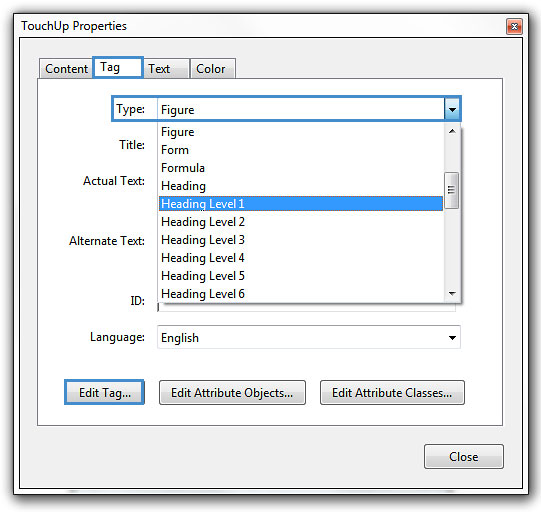 TouchUp Properties
Content Tag Text Color
Type: Figure
Figure
Title: Form
Formula
Actual Text: Heading
Heading Level 1
Heading Level 2
Alternate Text: Heading Level 3
Heading Level 4
Heading Level 5
ID: Heading Level 6
Language: English
Edit Tag... Edit Attribute Objects... Edit Attribute Classes...
Close